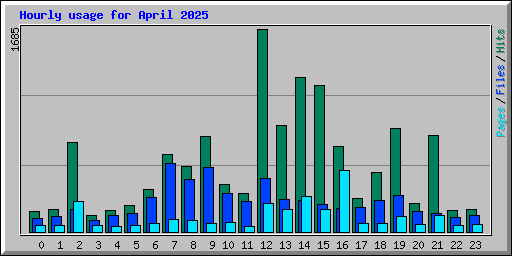 Hourly usage for April 2025
1685
Pages / Files / Hits
0 1 2 3 4 5 6 7 8 9 10 11 12 13 14 15 16 17 18 19 20 21 22 23